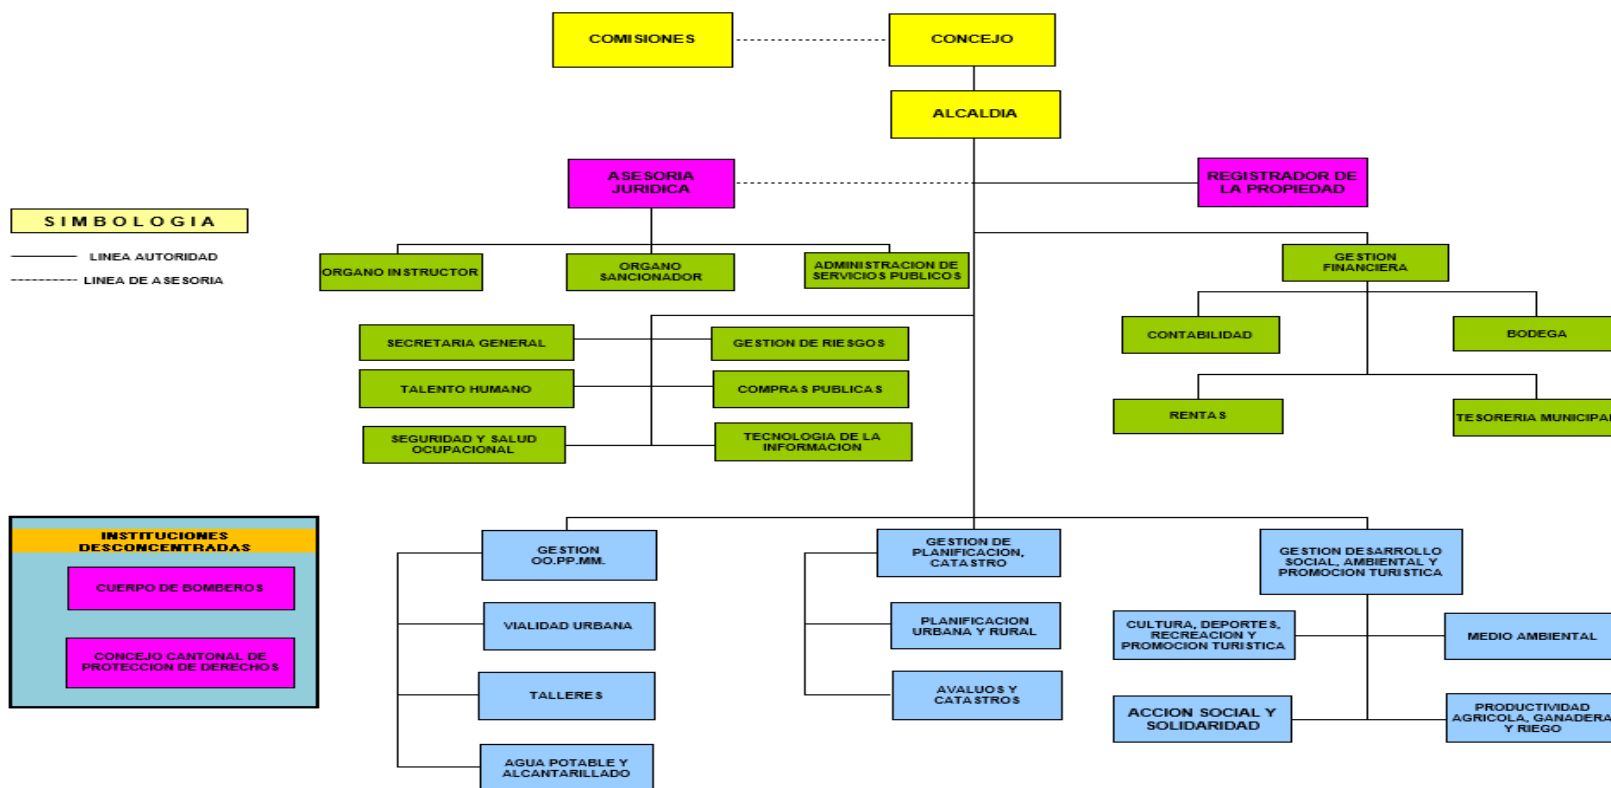 COMISIONES
CONCEJO
ALCALDIA
ASESORIA
JURIDICA
REGISTRADOR DE
LA PROPIEDAD
S I M B O L O G I A
LINEA AUTORIDAD
LINEA DE ASESORIA
ORGANO INSTRUCTOR
ORGANO
SANCIONADOR
ADMINISTRACION DE
SERVICIOS PUBLICOS
GESTION
FINANCIERA
CONTABILIDAD
BODEGA
RENTAS
TESORERIA MUNICIPAL
SECRETARIA GENERAL
GESTION DE RIESGOS
TALENTO HUMANO
COMPRAS PUBLICAS
SEGURIDAD Y SALUD
OCUPACIONAL
TECNOLOGIA DE LA
INFORMACION
INSTITUCIONES
DESCONCENTRADAS
CUERPO DE BOMBEROS
CONCEJO CANTONAL DE
PROTECCION DE DERECHOS
GESTION
OO.PP.MM.
VIALIDAD URBANA
TALLERES
AGUA POTABLE Y
ALCANTARILLADO
GESTION DE
PLANIFICACION,
CATASTRO
PLANIFICACION
URBANA Y RURAL
AVALUOS Y
CATASTROS
GESTION DESARROLLO
SOCIAL, AMBIENTAL Y
PROMOCION TURISTICA
CULTURA, DEPORTES,
RECREACION Y
PROMOCION TURISTICA
MEDIO AMBIENTAL
ACCION SOCIAL Y
SOLIDARIDAD
PRODUCTIVIDAD
AGRICOLA, GANADERA
Y RIEGO